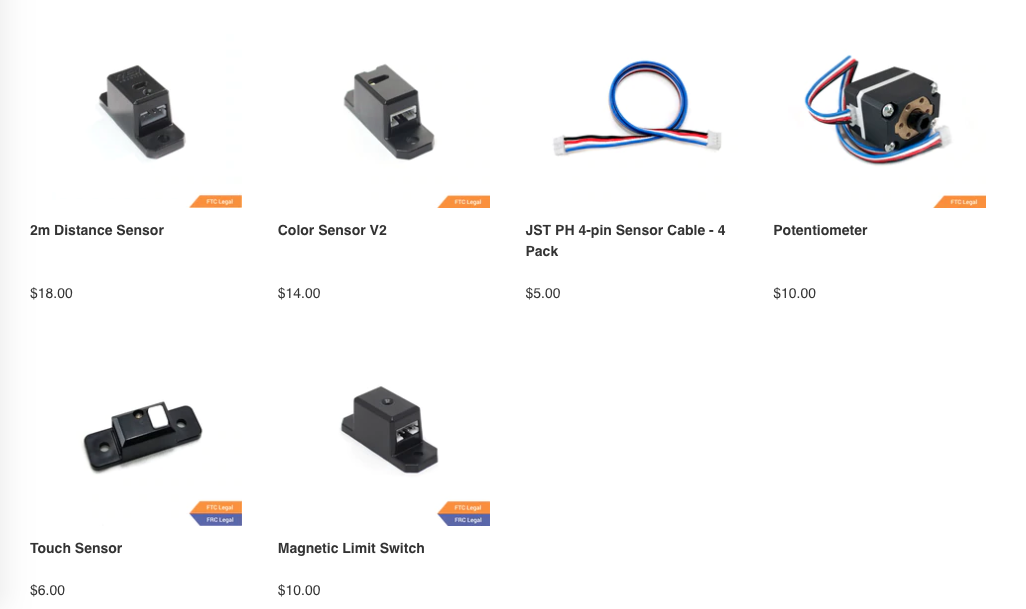 FTC Legal
FTC Legal
FTC Legal
2m Distance Sensor
Color Sensor V2
JST PH 4-pin Sensor Cable - 4
Pack
Potentiometer
$18.00
$14.00
$5.00
$10.00
FTC Legal
FRC Legal
FTC Legal
FRC Legal
Touch Sensor
Magnetic Limit Switch
$6.00
$10.00